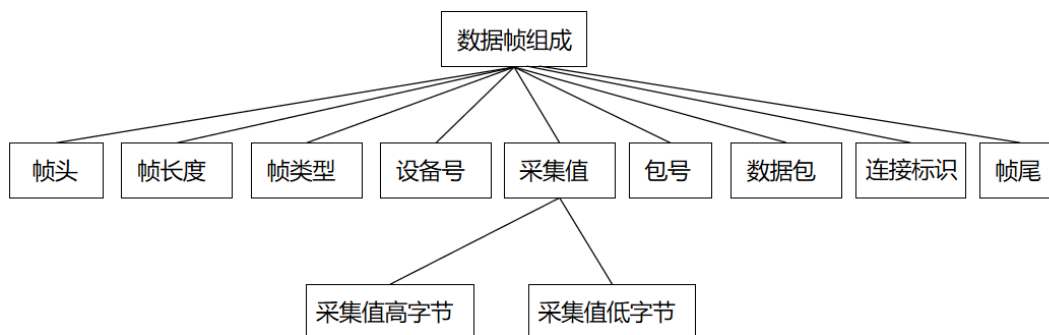 数据帧组成
帧头
帧长度
帧类型
设备号
采集值
包号
数据包
连接标识
帧尾
采集值高字节
采集值低字节